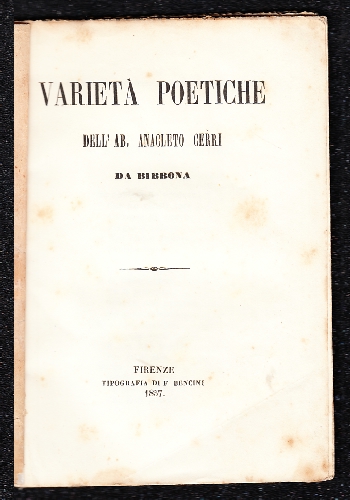 VARIETÀ POETICHE
DELL' AB. ANACLETO CERRI
DA BIBBONA
FIRENZE
TIPOGRAFIA DI F. BENCINI
1857.